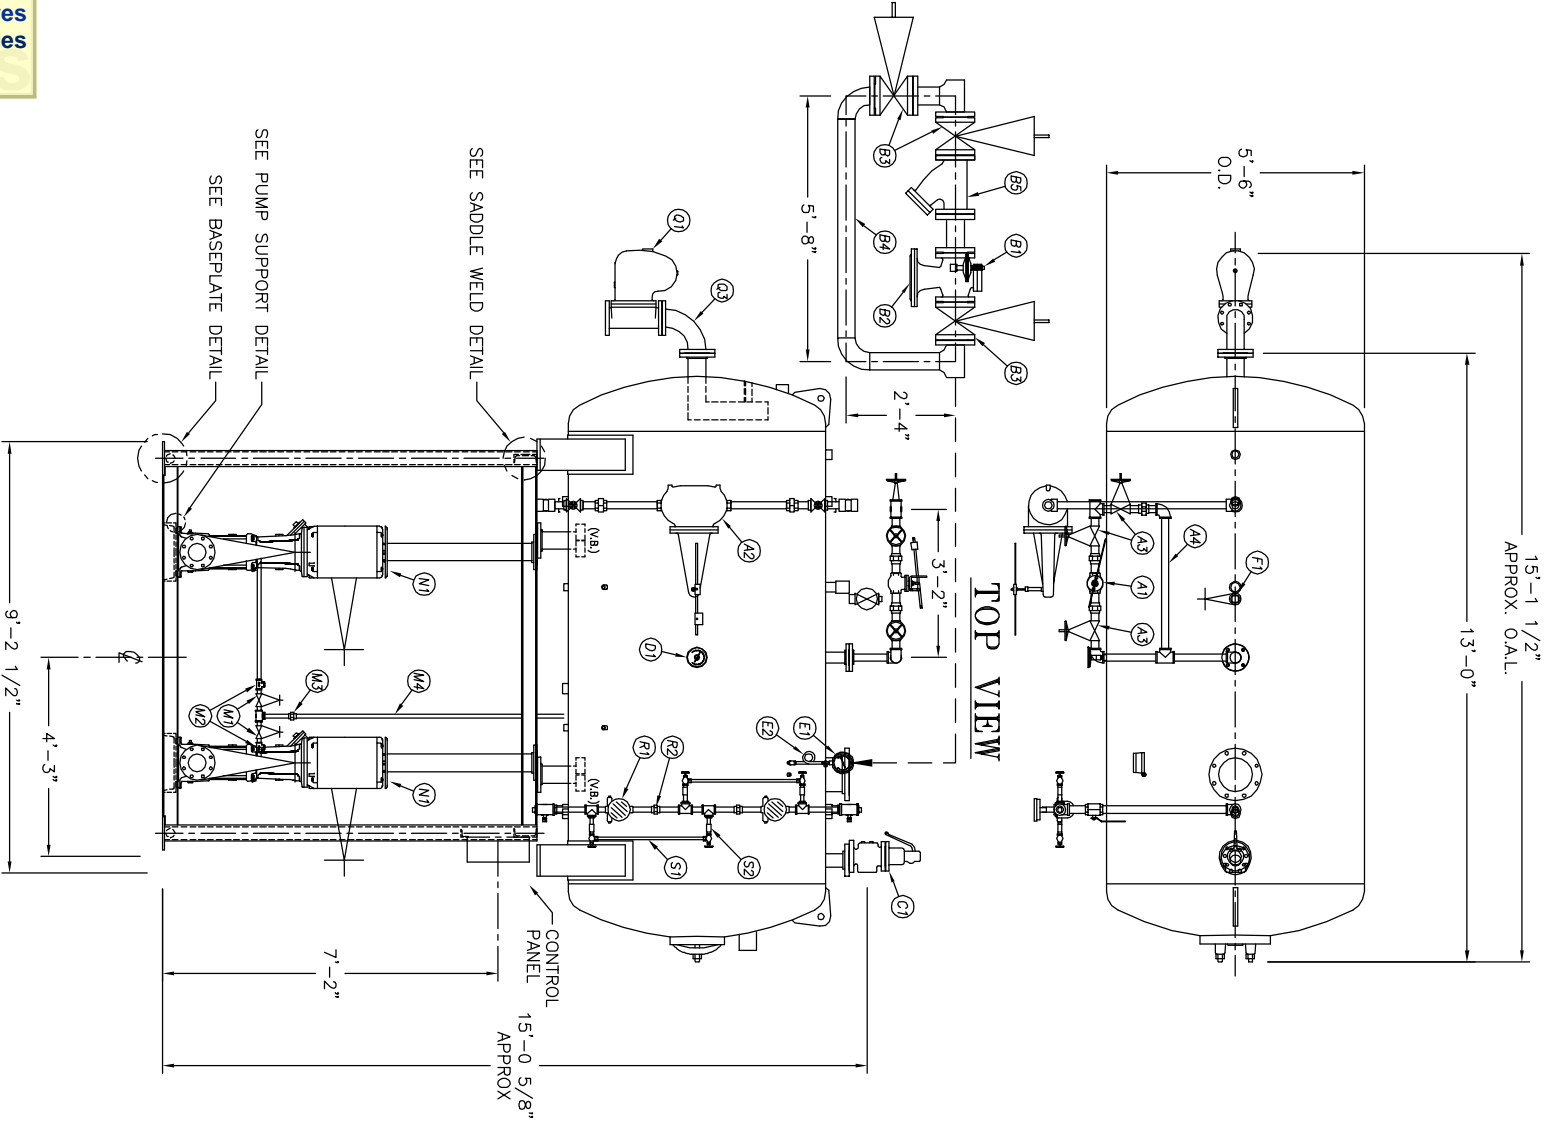 15'-1 1/2"
APPROX. O.A.L.
13'-0"
5'-6"
O.D.
F1
A4
A3
A1
A3
TOP VIEW
B3
B5
B1
B3
B4
B2
5'-8"
2'-4"
3'-2"
C1
E1
E2
A2
D1
R2
R1
S2
S1
Q3
Q1
(V.B.)
(V.B.)
CONTROL
PANEL
15'-0 5/8"
APPROX
7'-2"
SEE SADDLE WELD DETAIL
N1
N1
M4
M3
M1
M2
SEE PUMP SUPPORT DETAIL
SEE BASEPLATE DETAIL
4'-3"
9'-2 1/2"